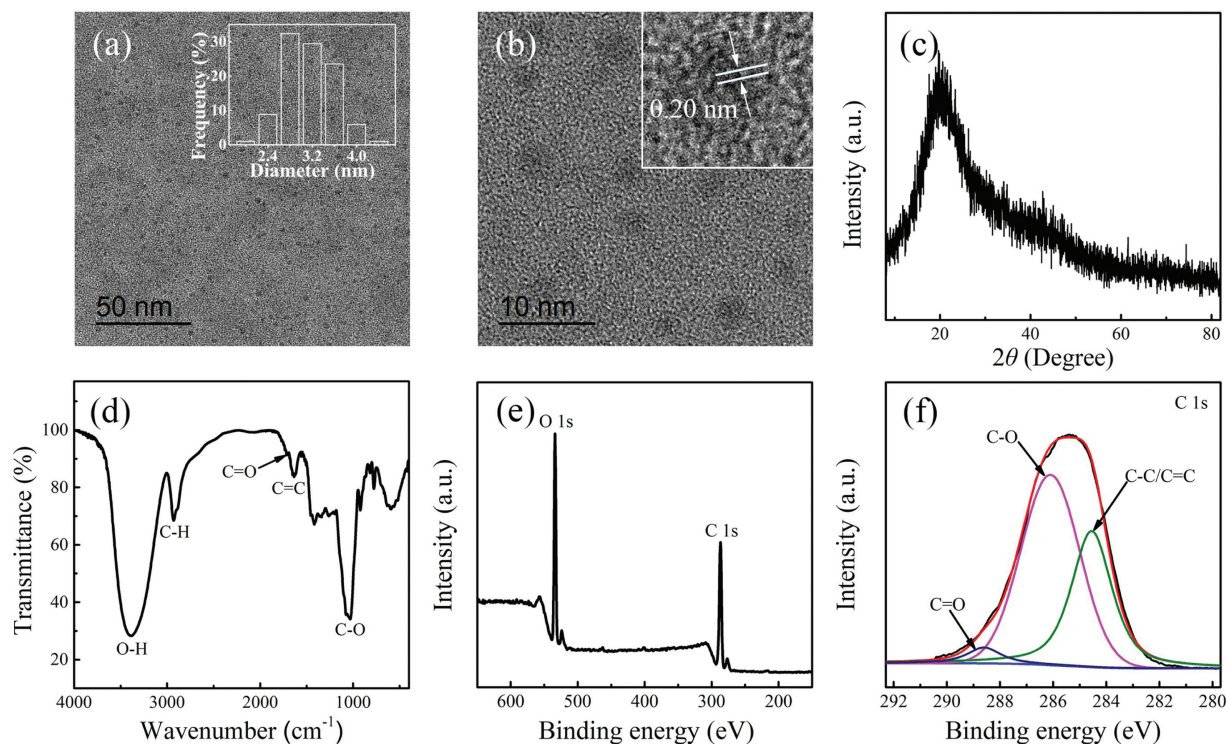 (a)
Frequency (%)
30
20
10
0
2.4 3.2 4.0
Diameter (nm)
50 nm
(b)
0.20 nm
10 nm
(c)
Intensity (a.u.)
20 40 60 80
2θ (Degree)
(d)
Transmittance (%)
100
80
60
40
20
O-H
C-H
C=O
C=C
C-O
4000 3000 2000 1000
Wavenumber (cm⁻¹)
(e)
Intensity (a.u.)
O 1s
C 1s
600 500 400 300 200
Binding energy (eV)
(f)
C 1s
Intensity (a.u.)
C-O
C-C/C=C
C=O
292 290 288 286 284 282 280
Binding energy (eV)